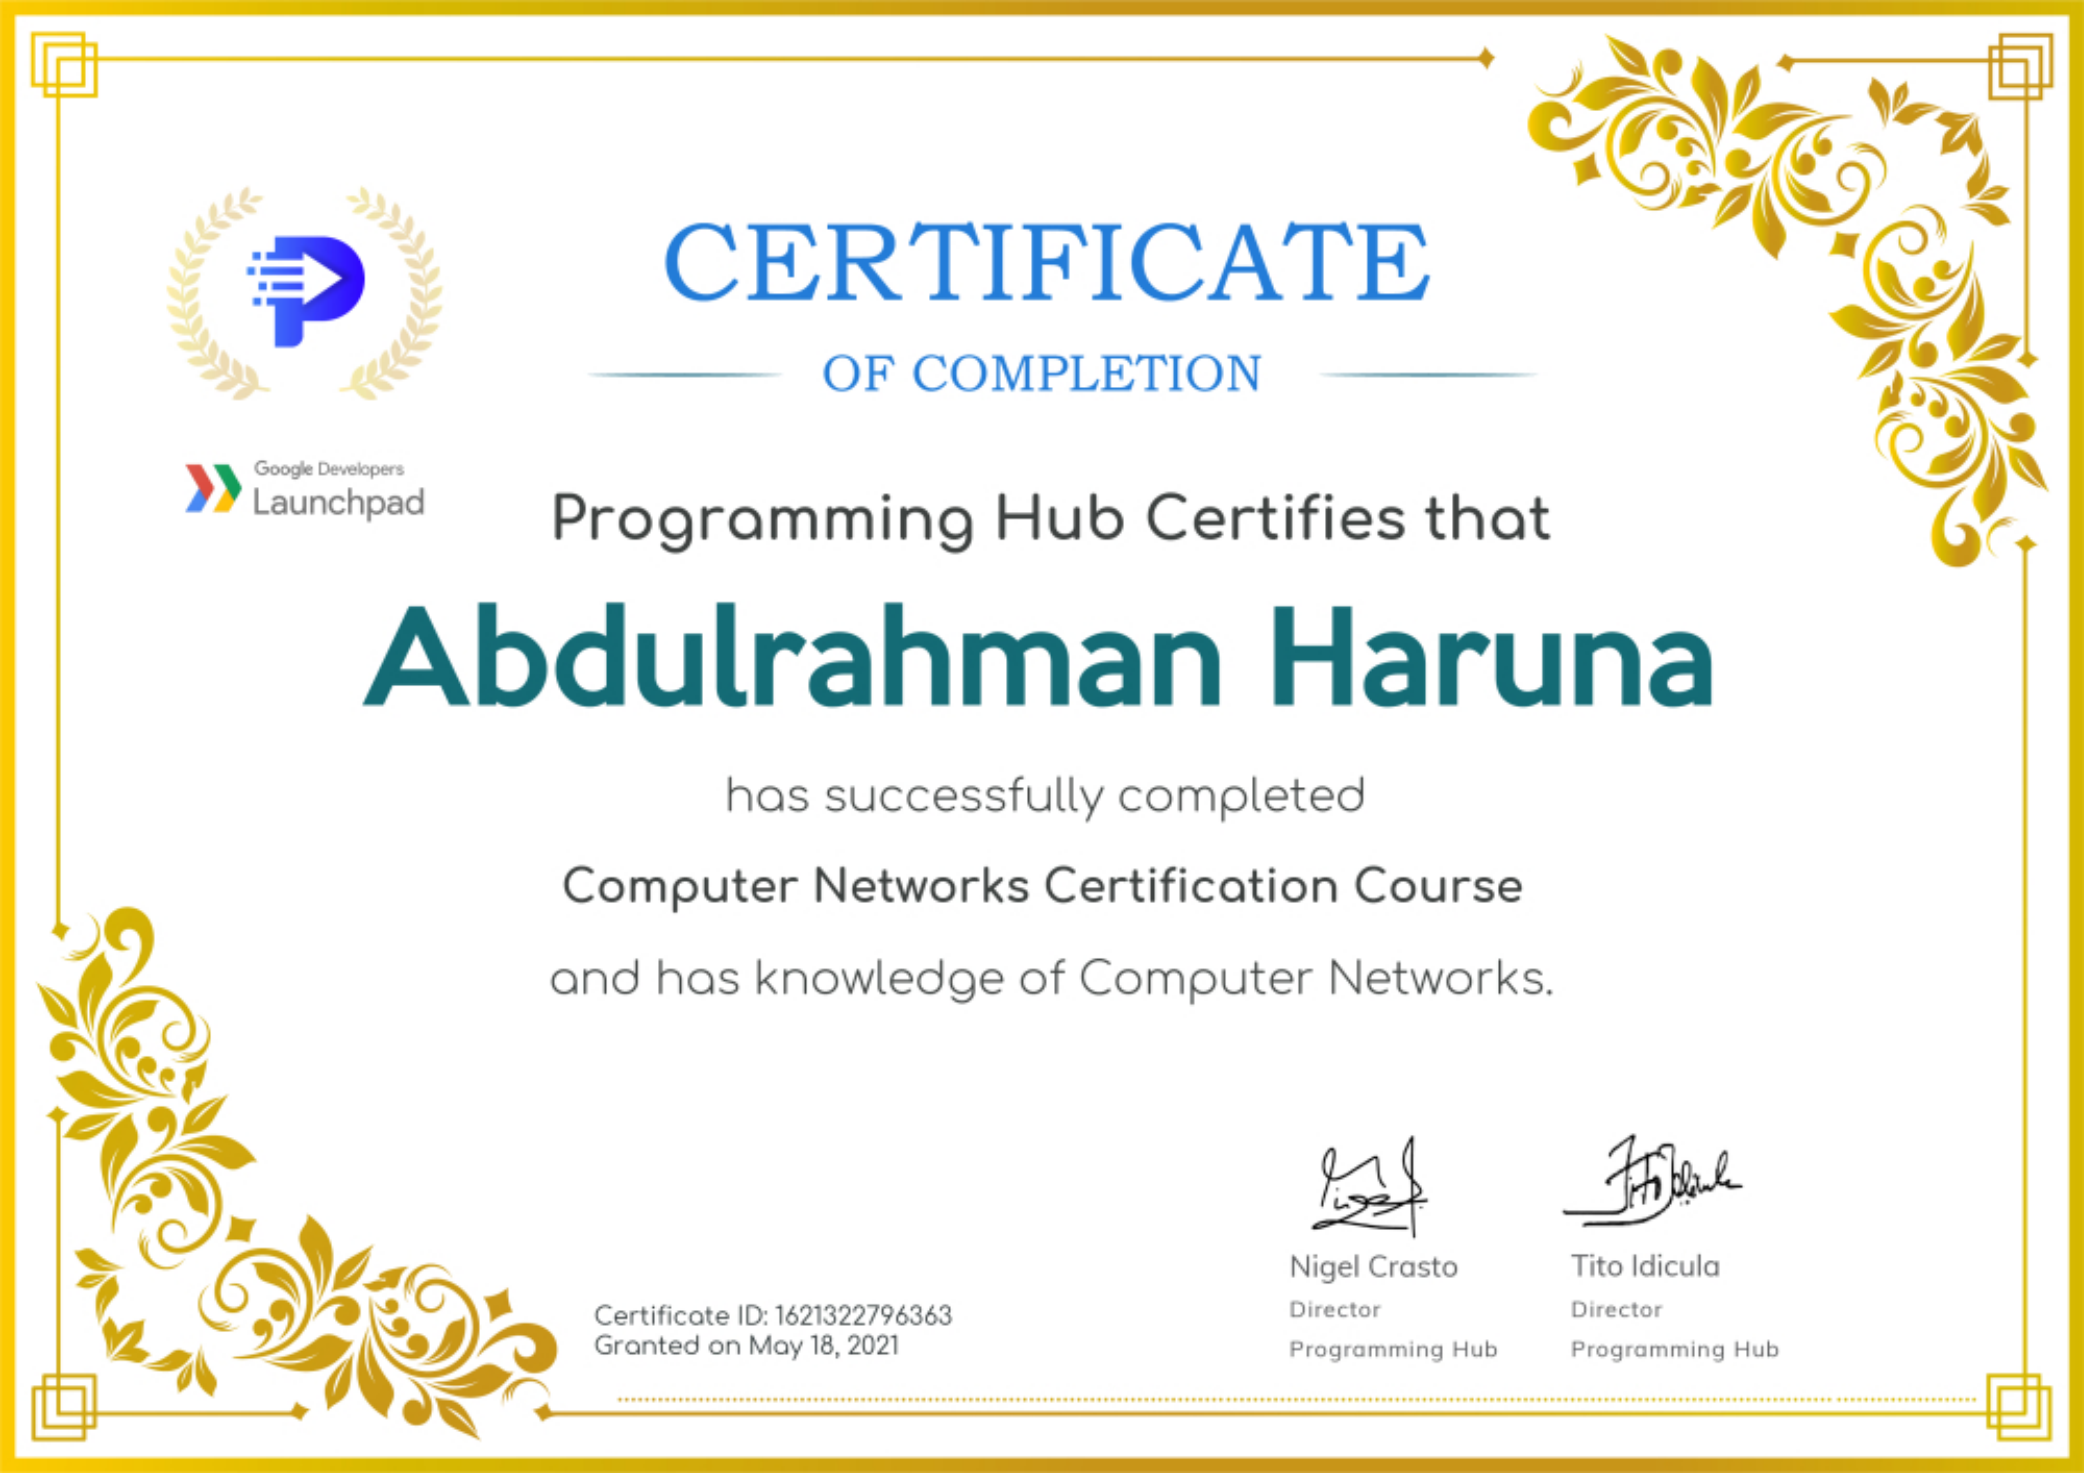 CERTIFICATE
OF COMPLETION
Google Developers
Launchpad
Programming Hub Certifies that
Abdulrahman Haruna
has successfully completed
Computer Networks Certification Course
and has knowledge of Computer Networks.
Certificate ID: 1621322796363
Granted on May 18, 2021
Nigel Crasto
Director
Programming Hub
Tito Idicula
Director
Programming Hub